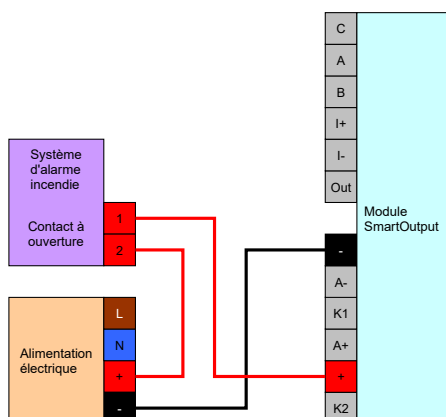 Système
d'alarme
incendie
Contact à
ouverture
1
2
Alimentation
électrique
L
N
+
-
C
A
B
I+
I-
Out
-
A-
K1
A+
+
K2
Module
SmartOutput